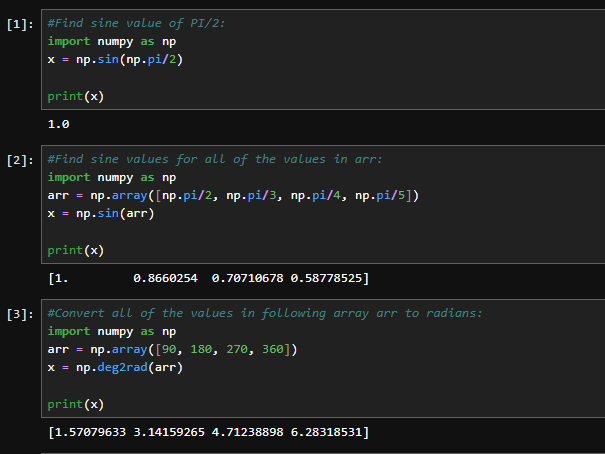 [1]: #Find sine value of PI/2:
import numpy as np
x = np.sin(np.pi/2)
print(x)
1.0
[2]: #Find sine values for all of the values in arr:
import numpy as np
arr = np.array([np.pi/2, np.pi/3, np.pi/4, np.pi/5])
x = np.sin(arr)
print(x)
[1.         0.8660254  0.70710678 0.58778525]
[3]: #Convert all of the values in following array arr to radians:
import numpy as np
arr = np.array([90, 180, 270, 360])
x = np.deg2rad(arr)
print(x)
[1.57079633 3.14159265 4.71238898 6.28318531]